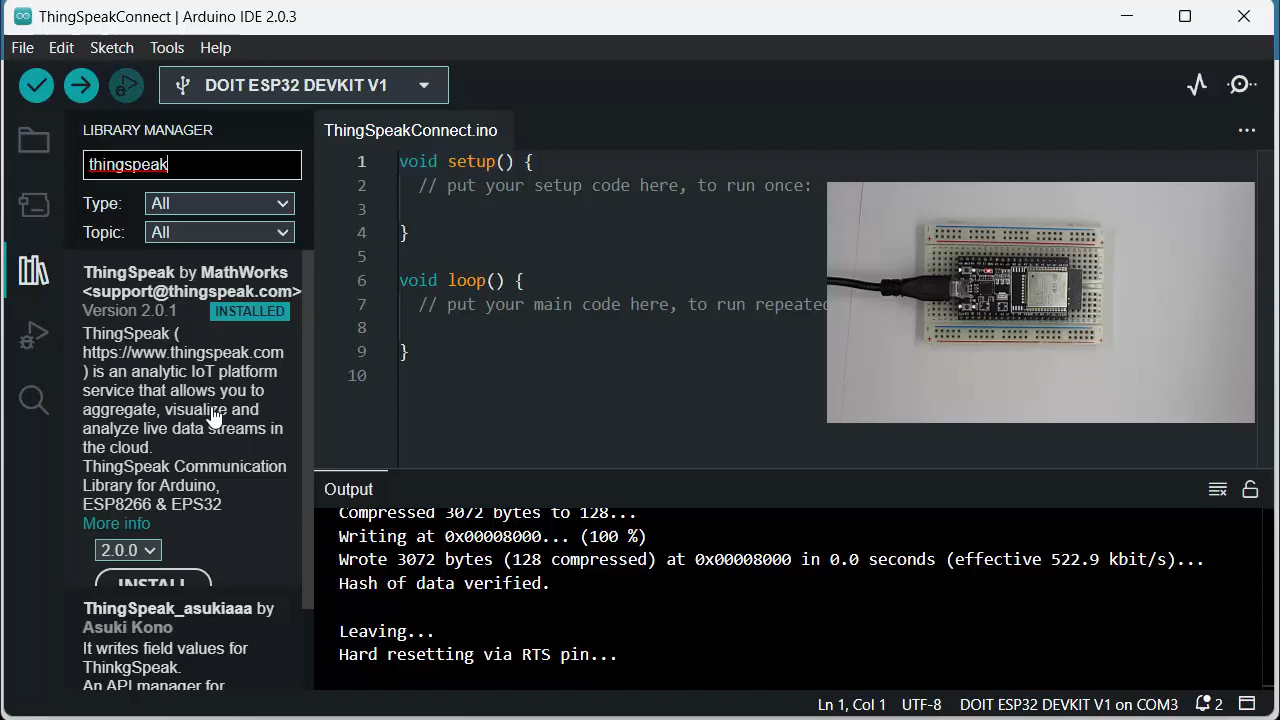 ThingSpeakConnect | Arduino IDE 2.0.3
File Edit Sketch Tools Help
DOIT ESP32 DEVKIT V1
LIBRARY MANAGER
thingspeak
Type: All
Topic: All
ThingSpeak by MathWorks
<support@thingspeak.com>
Version 2.0.1 INSTALLED
ThingSpeak (
https://www.thingspeak.com
) is an analytic IoT platform
service that allows you to
aggregate, visualize and
analyze live data streams in
the cloud.
ThingSpeak Communication
Library for Arduino,
ESP8266 & EPS32
More info
2.0.0
INSTALL
ThingSpeak_asukiaaa by
Asuki Kono
It writes field values for
ThinkgSpeak.
An API manager for
ThingSpeakConnect.ino
1 void setup() {
2 // put your setup code here, to run once:
3
4 }
5
6 void loop() {
7 // put your main code here, to run repeated
8
9 }
10
Output
Compressed 3072 bytes to 128...
Writing at 0x00008000... (100 %)
Wrote 3072 bytes (128 compressed) at 0x00008000 in 0.0 seconds (effective 522.9 kbit/s)...
Hash of data verified.
Leaving...
Hard resetting via RTS pin...
Ln 1, Col 1 UTF-8 DOIT ESP32 DEVKIT V1 on COM3 2